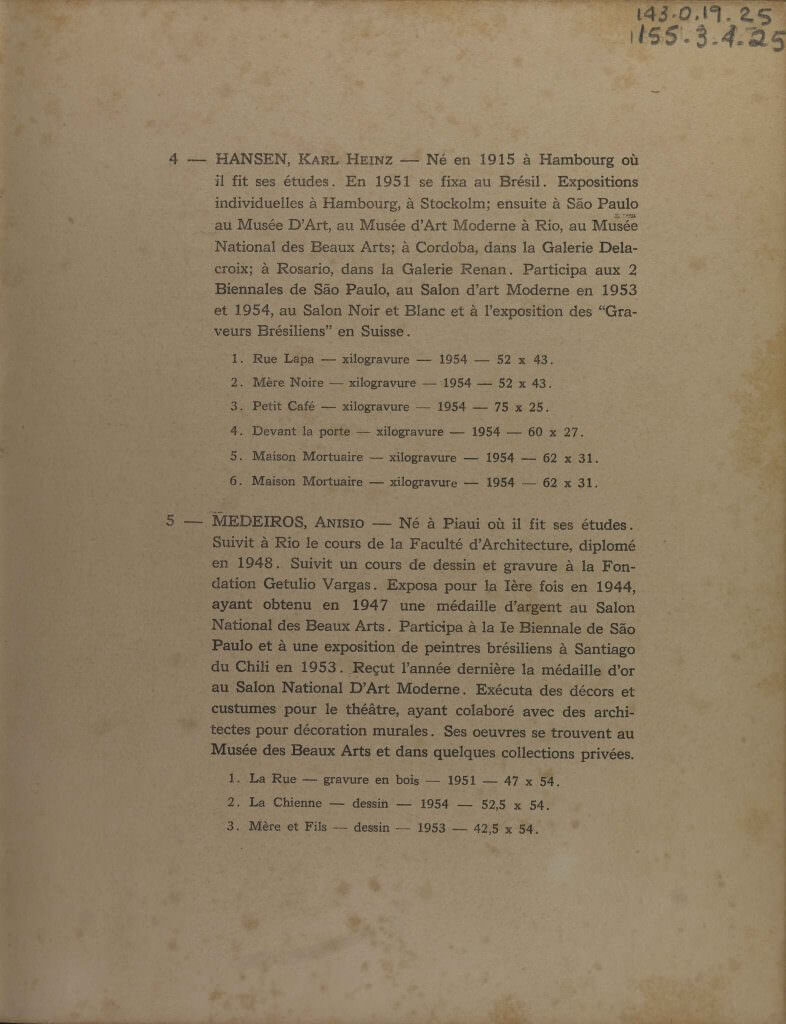 143.0.19.25
155.3.4.25
4 — HANSEN, KARL HEINZ — Né en 1915 à Hambourg où
il fit ses études. En 1951 se fixa au Brésil. Expositions
individuelles à Hambourg, à Stockolm; ensuite à São Paulo
au Musée D'Art, au Musée d'Art Moderne à Rio, au Musée
National des Beaux Arts; à Cordoba, dans la Galerie Dela-
croix; à Rosario, dans la Galerie Renan. Participa aux 2
Biennales de São Paulo, au Salon d'art Moderne en 1953
et 1954, au Salon Noir et Blanc et à l'exposition des "Gra-
veurs Brésiliens" en Suisse.
1. Rue Lapa — xilogravure — 1954 — 52 x 43.
2. Mère Noire — xilogravure — 1954 — 52 x 43.
3. Petit Café — xilogravure — 1954 — 75 x 25.
4. Devant la porte — xilogravure — 1954 — 60 x 27.
5. Maison Mortuaire — xilogravure — 1954 — 62 x 31.
6. Maison Mortuaire — xilogravure — 1954 — 62 x 31.
5 — MEDEIROS, ANISIO — Né à Piaui où il fit ses études.
Suivit à Rio le cours de la Faculté d'Architecture, diplomé
en 1948. Suivit un cours de dessin et gravure à la Fon-
dation Getulio Vargas. Exposa pour la Ière fois en 1944,
ayant obtenu en 1947 une médaille d'argent au Salon
National des Beaux Arts. Participa à la Ie Biennale de São
Paulo et à une exposition de peintres brésiliens à Santiago
du Chili en 1953. Reçut l'année dernière la médaille d'or
au Salon National D'Art Moderne. Exécuta des décors et
custumes pour le théâtre, ayant colaboré avec des archi-
tectes pour décoration murales. Ses oeuvres se trouvent au
Musée des Beaux Arts et dans quelques collections privées.
1. La Rue — gravure en bois — 1951 — 47 x 54.
2. La Chienne — dessin — 1954 — 52,5 x 54.
3. Mère et Fils — dessin — 1953 — 42,5 x 54.